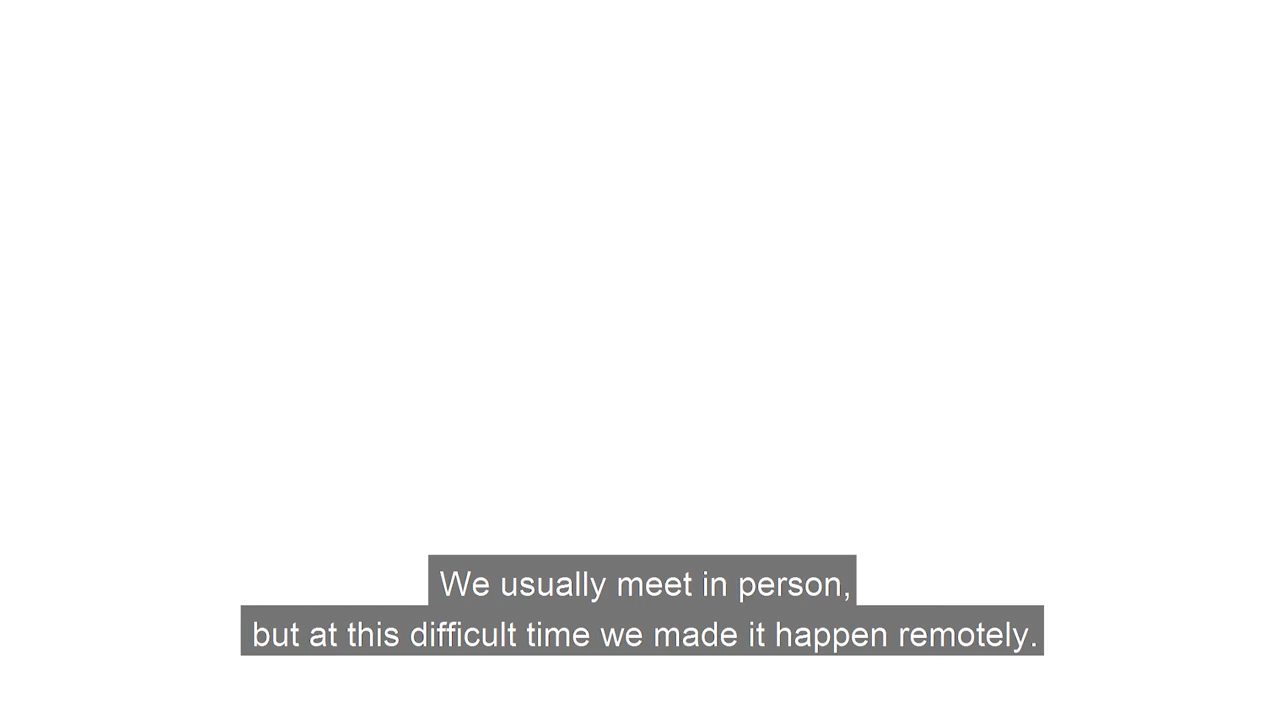 We usually meet in person,
but at this difficult time we made it happen remotely.